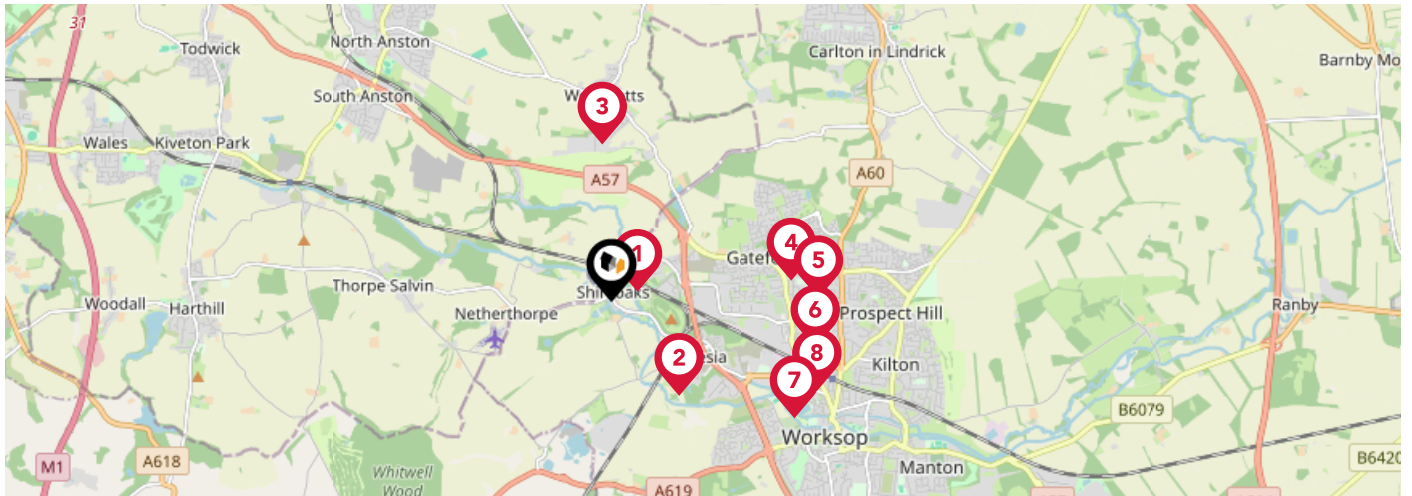 31
Todwick
North Anston
Carlton in Lindrick
Barnby Mo
South Anston
3
Wales
Kiveton Park
A57
A60
1
4
5
Shi
oaks
Thorpe Salvin
Woodall
Harthill
Netherthorpe
6
Prospect Hill
Ranby
2
8
7
Kilton
B6079
Worksop
M1
A618
Whitwell
Wood
A619
Manton
B6420